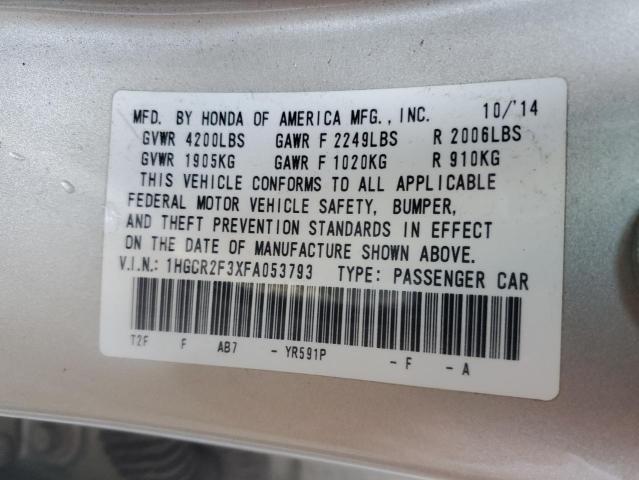 MFD. BY HONDA OF AMERICA MFG., INC. 10/'14
GVWR 4200LBS GAWR F 2249LBS R 2006LBS
GVWR 1905KG GAWR F 1020KG R 910KG
THIS VEHICLE CONFORMS TO ALL APPLICABLE
FEDERAL MOTOR VEHICLE SAFETY, BUMPER,
AND THEFT PREVENTION STANDARDS IN EFFECT
ON THE DATE OF MANUFACTURE SHOWN ABOVE.
V.I.N.: 1HGCR2F3XFA053793 TYPE: PASSENGER CAR
T2F F AB7 - YR591P - F - A